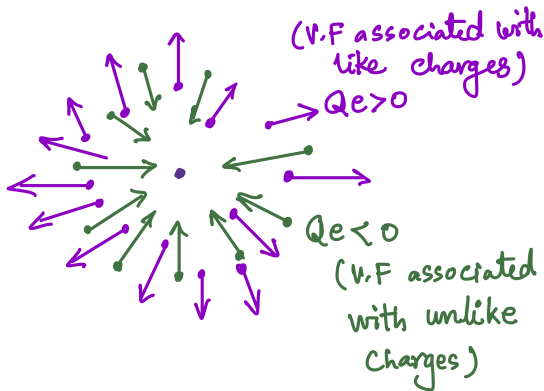 (V.F associated with
like charges)
Qe>0
Qe<0
(V.F associated
with unlike
charges)